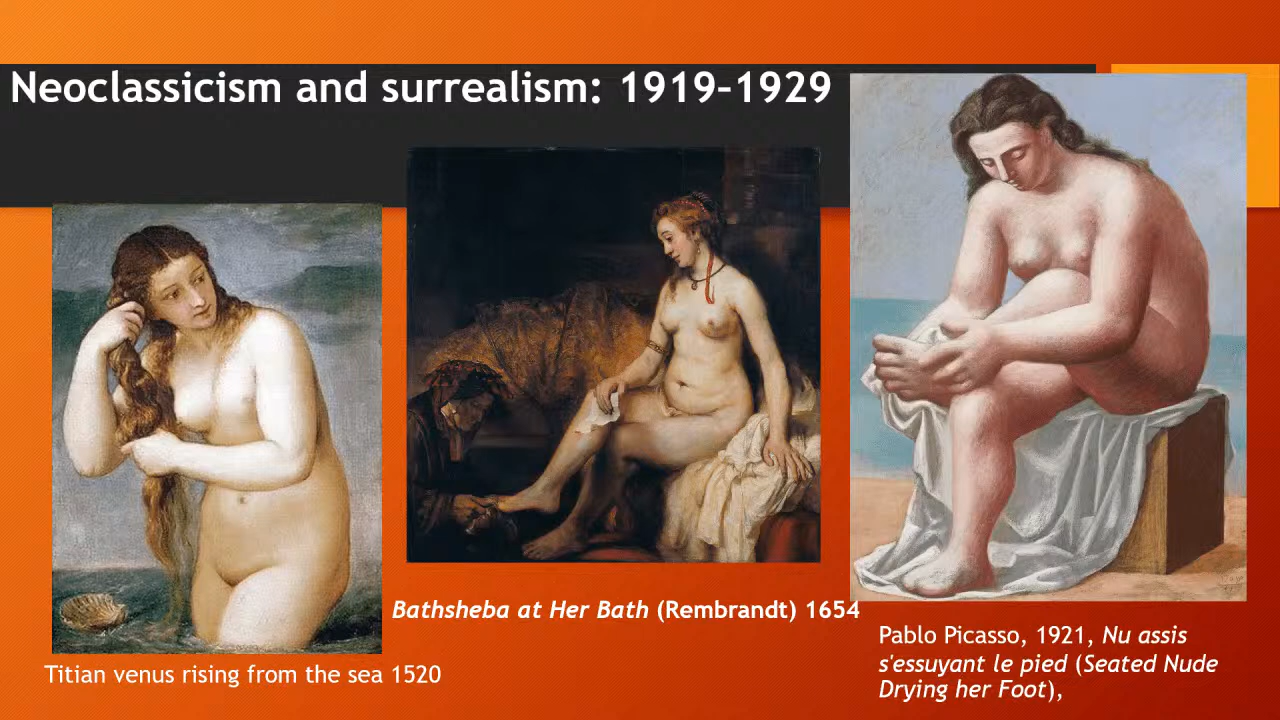 Neoclassicism and surrealism: 1919–1929
Bathsheba at Her Bath (Rembrandt) 1654
Titian venus rising from the sea 1520
Pablo Picasso, 1921, Nu assis
s'essuyant le pied (Seated Nude
Drying her Foot),